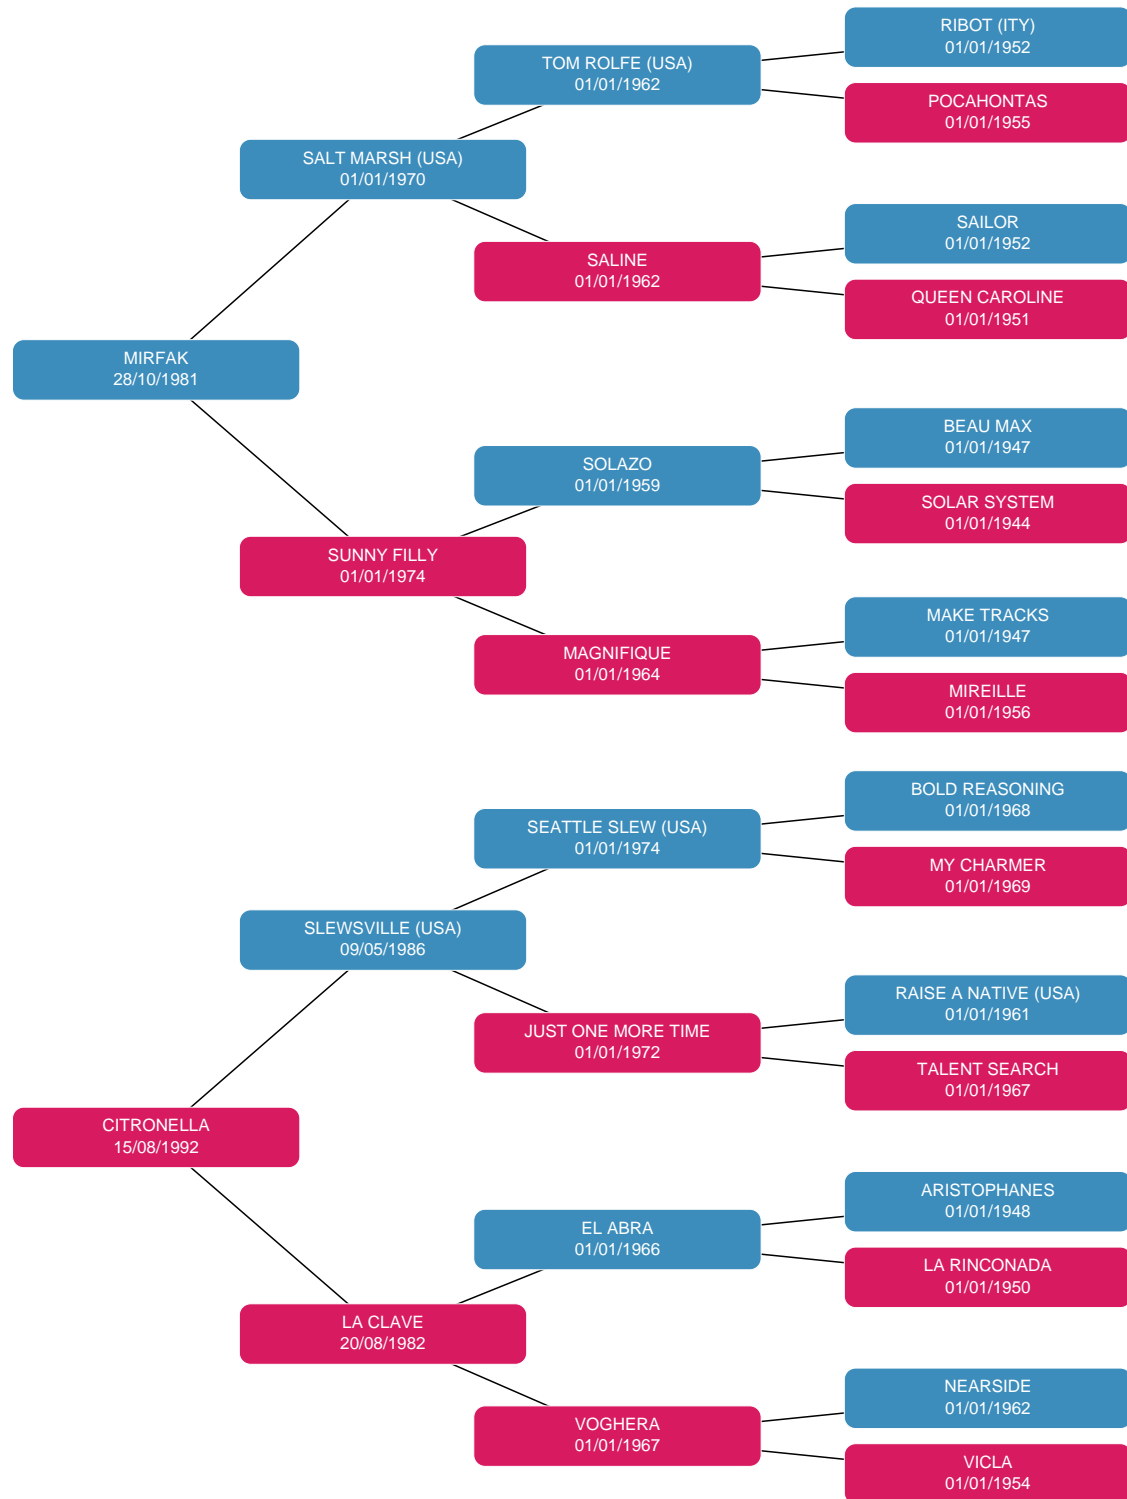 RIBOT (ITY)
01/01/1952
TOM ROLFE (USA)
01/01/1962
POCAHONTAS
01/01/1955
SALT MARSH (USA)
01/01/1970
SAILOR
01/01/1952
SALINE
01/01/1962
QUEEN CAROLINE
01/01/1951
MIRFAK
28/10/1981
BEAU MAX
01/01/1947
SOLAZO
01/01/1959
SOLAR SYSTEM
01/01/1944
SUNNY FILLY
01/01/1974
MAKE TRACKS
01/01/1947
MAGNIFIQUE
01/01/1964
MIREILLE
01/01/1956
BOLD REASONING
01/01/1968
SEATTLE SLEW (USA)
01/01/1974
MY CHARMER
01/01/1969
SLEWSVILLE (USA)
09/05/1986
RAISE A NATIVE (USA)
01/01/1961
JUST ONE MORE TIME
01/01/1972
TALENT SEARCH
01/01/1967
CITRONELLA
15/08/1992
ARISTOPHANES
01/01/1948
EL ABRA
01/01/1966
LA RINCONADA
01/01/1950
LA CLAVE
20/08/1982
NEARSIDE
01/01/1962
VOGHERA
01/01/1967
VICLA
01/01/1954